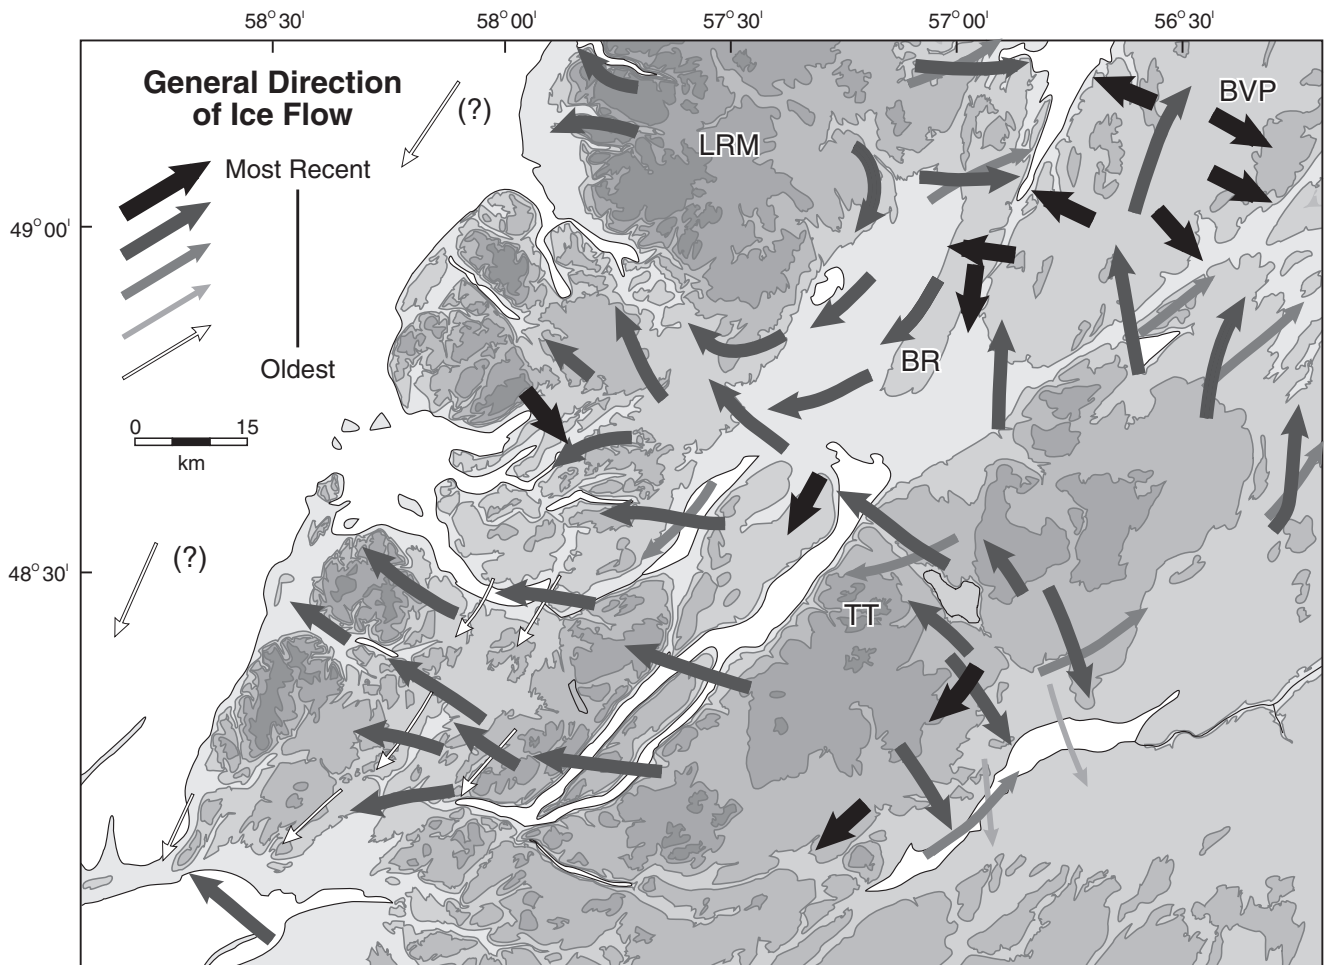 58°30' 58°00' 57°30' 57°00' 56°30'
General Direction
of Ice Flow
(?)
BVP
LRM
Most Recent
49°00'
Oldest
BR
0 15
km
(?)
48°30'
TT